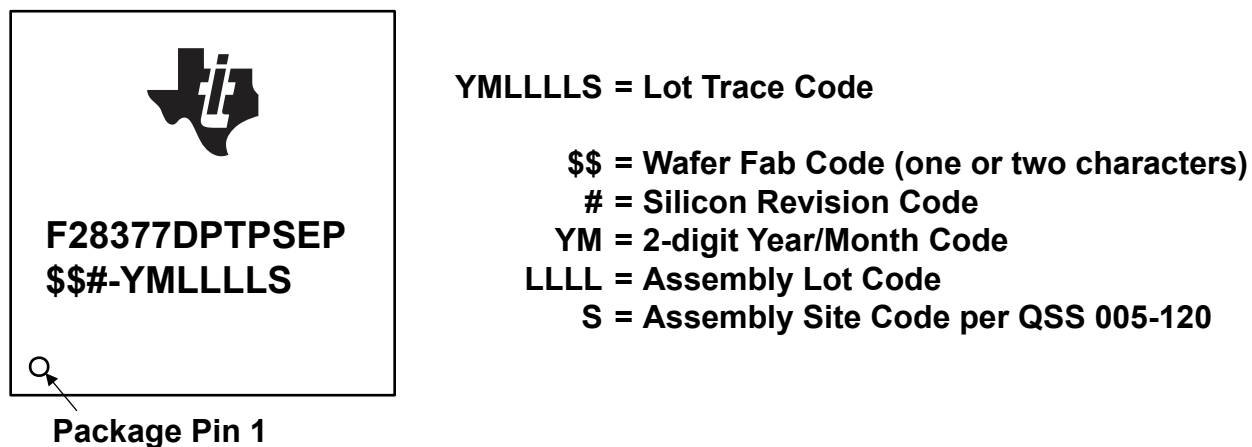 ti
F28377DPTPSEP
$$#-YMLLLLS
Package Pin 1
YMLLLLS = Lot Trace Code
$$ = Wafer Fab Code (one or two characters)
# = Silicon Revision Code
YM = 2-digit Year/Month Code
LLLL = Assembly Lot Code
S = Assembly Site Code per QSS 005-120